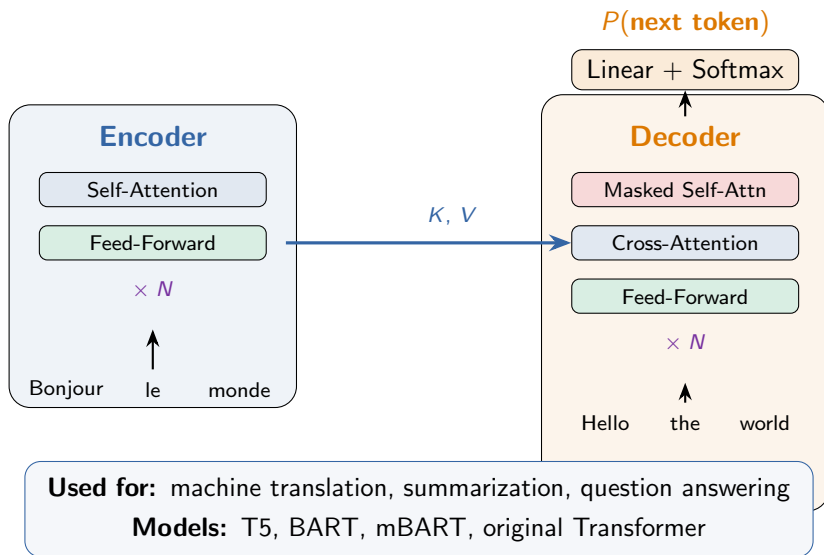 P(next token)
Linear + Softmax
Encoder
Self-Attention
Feed-Forward
× N
Bonjour le monde
K, V
Decoder
Masked Self-Attn
Cross-Attention
Feed-Forward
× N
Hello the world
Used for: machine translation, summarization, question answering
Models: T5, BART, mBART, original Transformer